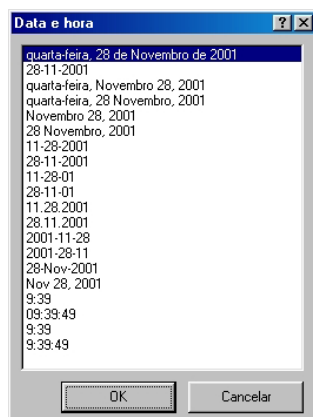 Data e hora
quarta-feira, 28 de Novembro de 2001
28-11-2001
quarta-feira, Novembro 28, 2001
quarta-feira, 28 Novembro, 2001
Novembro 28, 2001
28 Novembro, 2001
11-28-2001
28-11-2001
11-28-01
28-11-01
11.28.2001
28.11.2001
2001-11-28
2001-28-11
28-Nov-2001
Nov 28, 2001
9:39
09:39:49
9:39
9:39:49
OK Cancelar